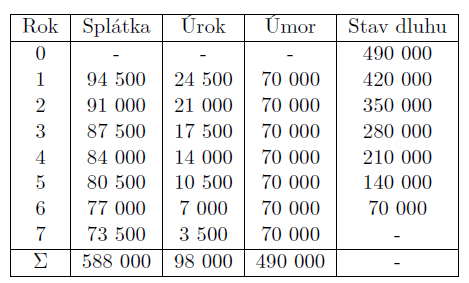 Rok Splátka Úrok Úmor Stav dluhu
0 - - - 490 000
1 94 500 24 500 70 000 420 000
2 91 000 21 000 70 000 350 000
3 87 500 17 500 70 000 280 000
4 84 000 14 000 70 000 210 000
5 80 500 10 500 70 000 140 000
6 77 000 7 000 70 000 70 000
7 73 500 3 500 70 000 -
Σ 588 000 98 000 490 000 -